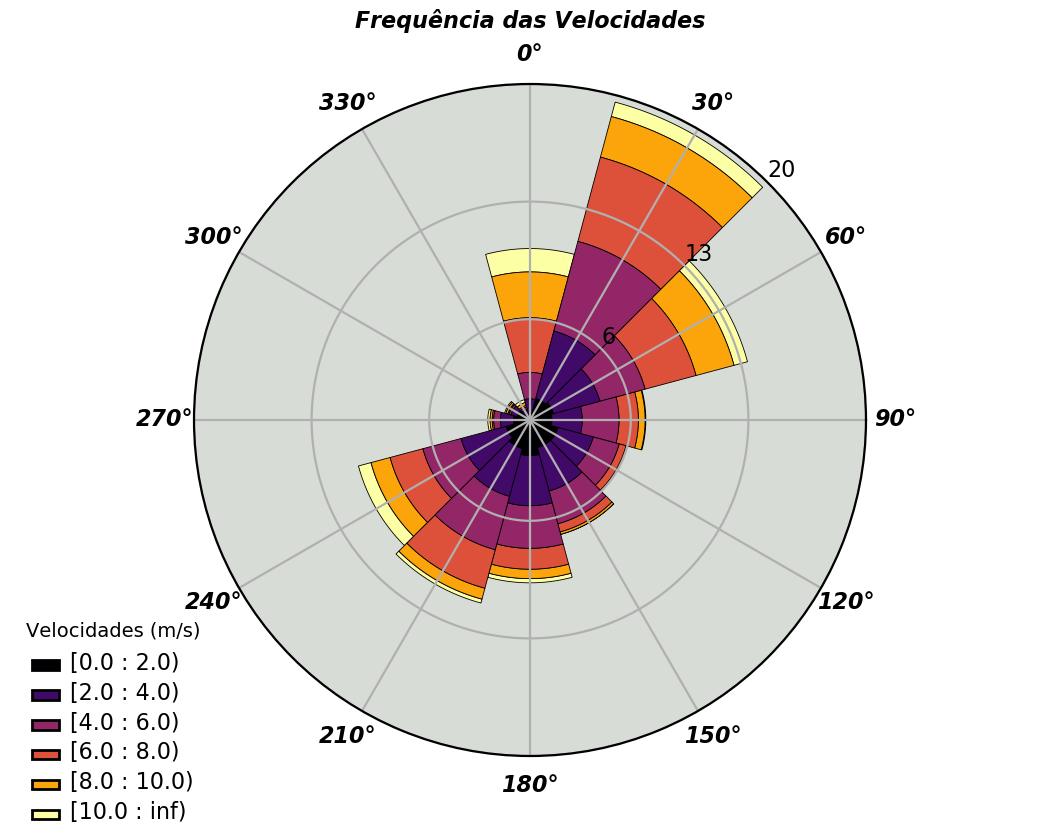 Frequência das Velocidades
0°
330°
30°
20
300°
60°
13
6
270°
90°
240°
120°
210°
150°
180°
Velocidades (m/s)
[0.0 : 2.0)
[2.0 : 4.0)
[4.0 : 6.0)
[6.0 : 8.0)
[8.0 : 10.0)
[10.0 : inf)